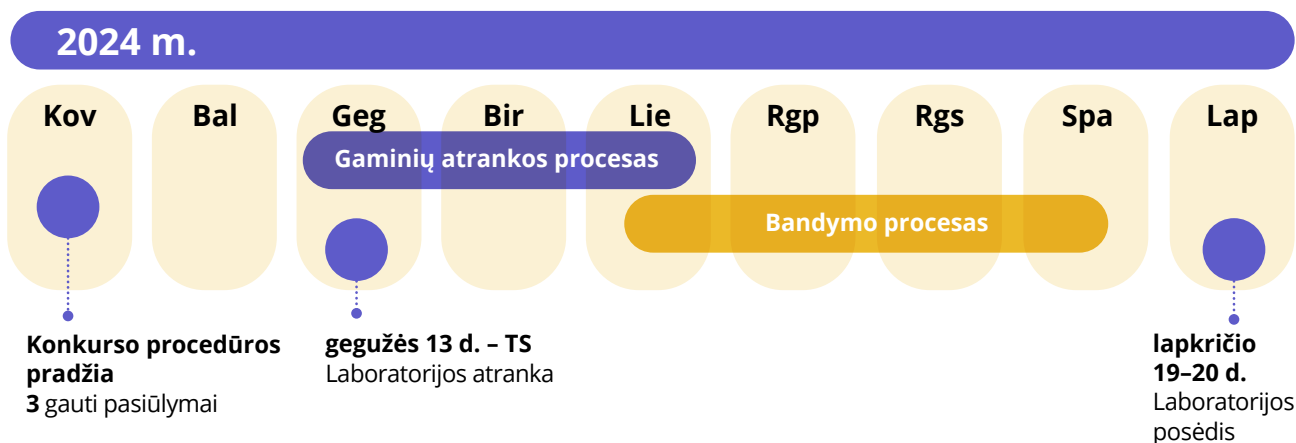 2024 m.
Kov Bal Geg Bir Lie Rgp Rgs Spa Lap
Gaminių atrankos procesas
Bandymo procesas
Konkurso procedūros
pradžia
3 gauti pasiūlymai
gegužės 13 d. – TS
Laboratorijos atranka
lapkričio
19–20 d.
Laboratorijos
posėdis